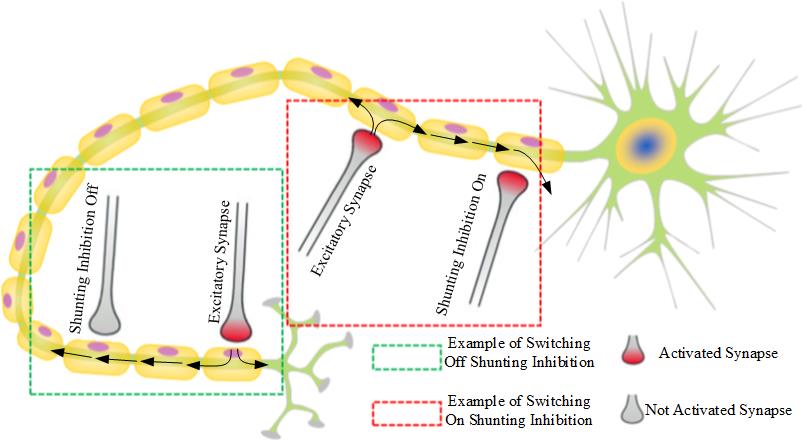 Shunting Inhibition Off
Excitatory Synapse
Excitatory Synapse
Shunting Inhibition On
Example of Switching
Off Shunting Inhibition
Activated Synapse
Example of Switching
On Shunting Inhibition
Not Activated Synapse